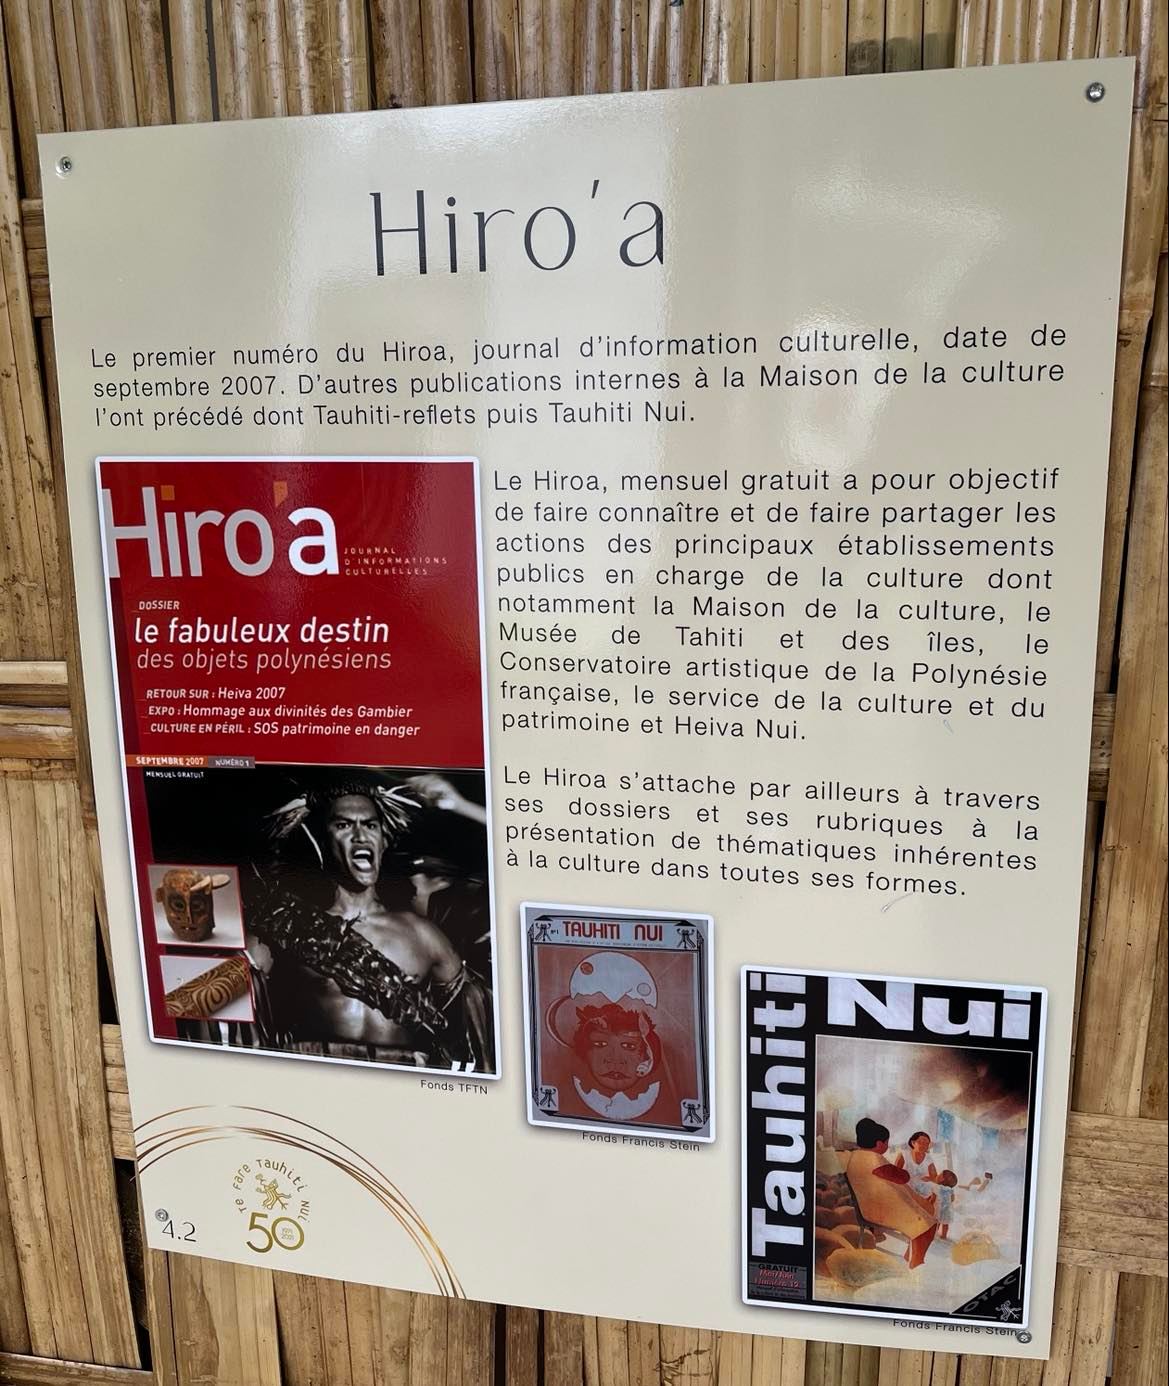 Hiro'a
Le premier numéro du Hiroa, journal d'information culturelle, date de
septembre 2007. D'autres publications internes à la Maison de la culture
l'ont précédé dont Tauhiti-reflets puis Tauhiti Nui.
Hiro'a
JOURNAL
D'INFORMATIONS
CULTURELLES
DOSSIER
le fabuleux destin
des objets polynésiens
RETOUR SUR : Heiva 2007
EXPO : Hommage aux divinités des Gambier
CULTURE EN PÉRIL : SOS patrimoine en danger
SEPTEMBRE 2007 NUMÉRO 1
MENSUEL GRATUIT
Fonds TFTN
Le Hiroa, mensuel gratuit a pour objectif
de faire connaître et de faire partager les
actions des principaux établissements
publics en charge de la culture dont
notamment la Maison de la culture, le
Musée de Tahiti et des îles, le
Conservatoire artistique de la Polynésie
française, le service de la culture et du
patrimoine et Heiva Nui.
Le Hiroa s'attache par ailleurs à travers
ses dossiers et ses rubriques à la
présentation de thématiques inhérentes
à la culture dans toutes ses formes.
N°1 TAUHITI NUI
Fonds Francis Stein
Tauhiti
Nui
GRATUIT
Mai/Juin
OTAC
Fonds Francis Stein
4.2
Te Fare Tauhiti Nui
50
1971
2021